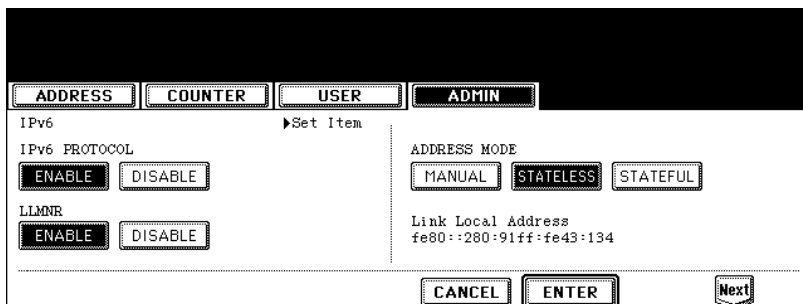 ADDRESS COUNTER USER ADMIN
IPv6 ▶Set Item
IPv6 PROTOCOL
ENABLE DISABLE
LLMNR
ENABLE DISABLE
ADDRESS MODE
MANUAL STATELESS STATEFUL
Link Local Address
fe80::280:91ff:fe43:134
CANCEL ENTER Next